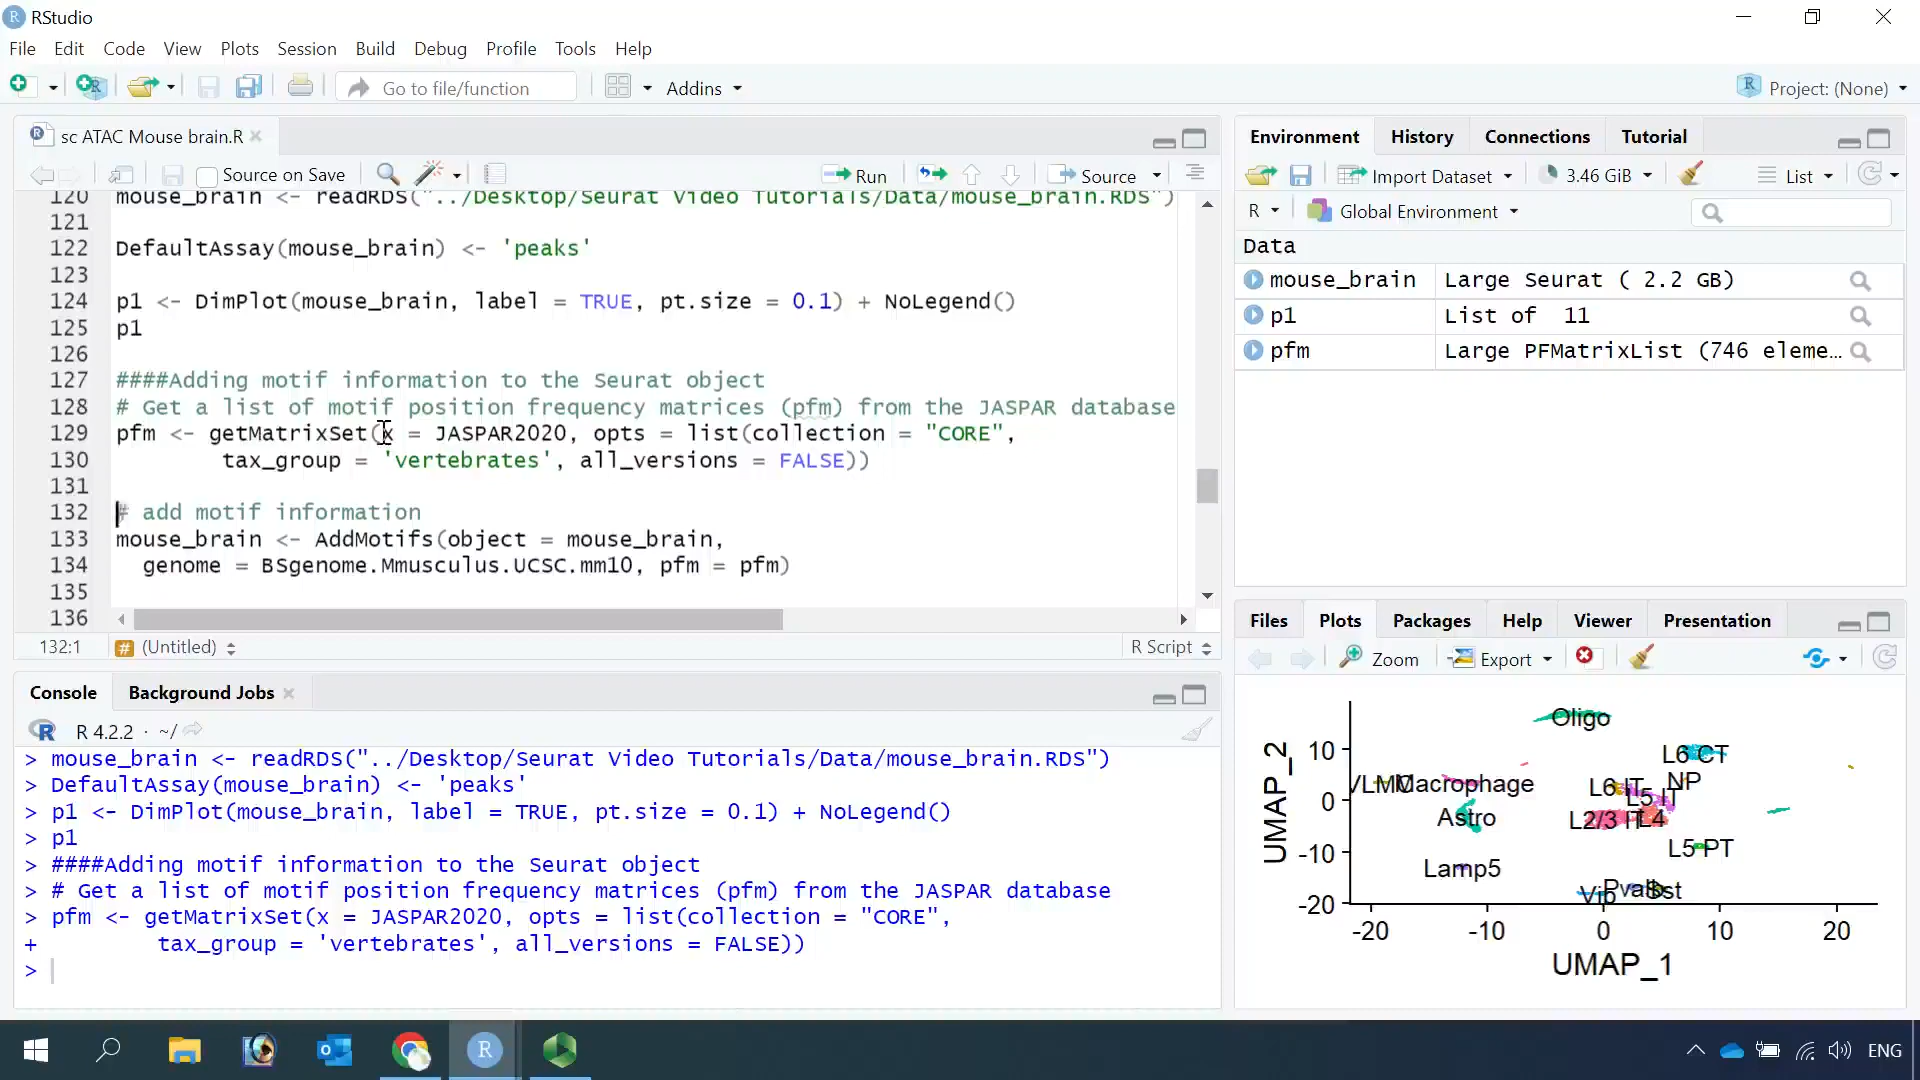 RStudio
File Edit Code View Plots Session Build Debug Profile Tools Help
Go to file/function Addins Project: (None)
sc ATAC Mouse brain.R
Source on Save Run Source
120 mouse_brain <- readRDS("../Desktop/Seurat Video Tutorials/Data/mouse_brain.RDS")
121
122 DefaultAssay(mouse_brain) <- 'peaks'
123
124 p1 <- DimPlot(mouse_brain, label = TRUE, pt.size = 0.1) + NoLegend()
125 p1
126
127 ####Adding motif information to the Seurat object
128 # Get a list of motif position frequency matrices (pfm) from the JASPAR database
129 pfm <- getMatrixSet(x = JASPAR2020, opts = list(collection = "CORE",
130 tax_group = 'vertebrates', all_versions = FALSE))
131
132 # add motif information
133 mouse_brain <- AddMotifs(object = mouse_brain,
134 genome = BSgenome.Mmusculus.UCSC.mm10, pfm = pfm)
135
136
132:1 (Untitled) R Script
Console Background Jobs
R 4.2.2 · ~/
> mouse_brain <- readRDS("../Desktop/Seurat Video Tutorials/Data/mouse_brain.RDS")
> DefaultAssay(mouse_brain) <- 'peaks'
> p1 <- DimPlot(mouse_brain, label = TRUE, pt.size = 0.1) + NoLegend()
> p1
> ####Adding motif information to the Seurat object
> # Get a list of motif position frequency matrices (pfm) from the JASPAR database
> pfm <- getMatrixSet(x = JASPAR2020, opts = list(collection = "CORE",
+ tax_group = 'vertebrates', all_versions = FALSE))
>
Environment History Connections Tutorial
Import Dataset 3.46 GiB List
R Global Environment
Data
mouse_brain Large Seurat ( 2.2 GB)
p1 List of 11
pfm Large PFMatrixList (746 eleme…
Files Plots Packages Help Viewer Presentation
Zoom Export
Oligo
L6 CT
VLMC Macrophage L6 IT NP
L5 IT
Astro L2/3 IT L4
L5 PT
Lamp5
Vip Pvalb Sst
UMAP_2
10
0
-10
-20
-20 -10 0 10 20
UMAP_1
ENG